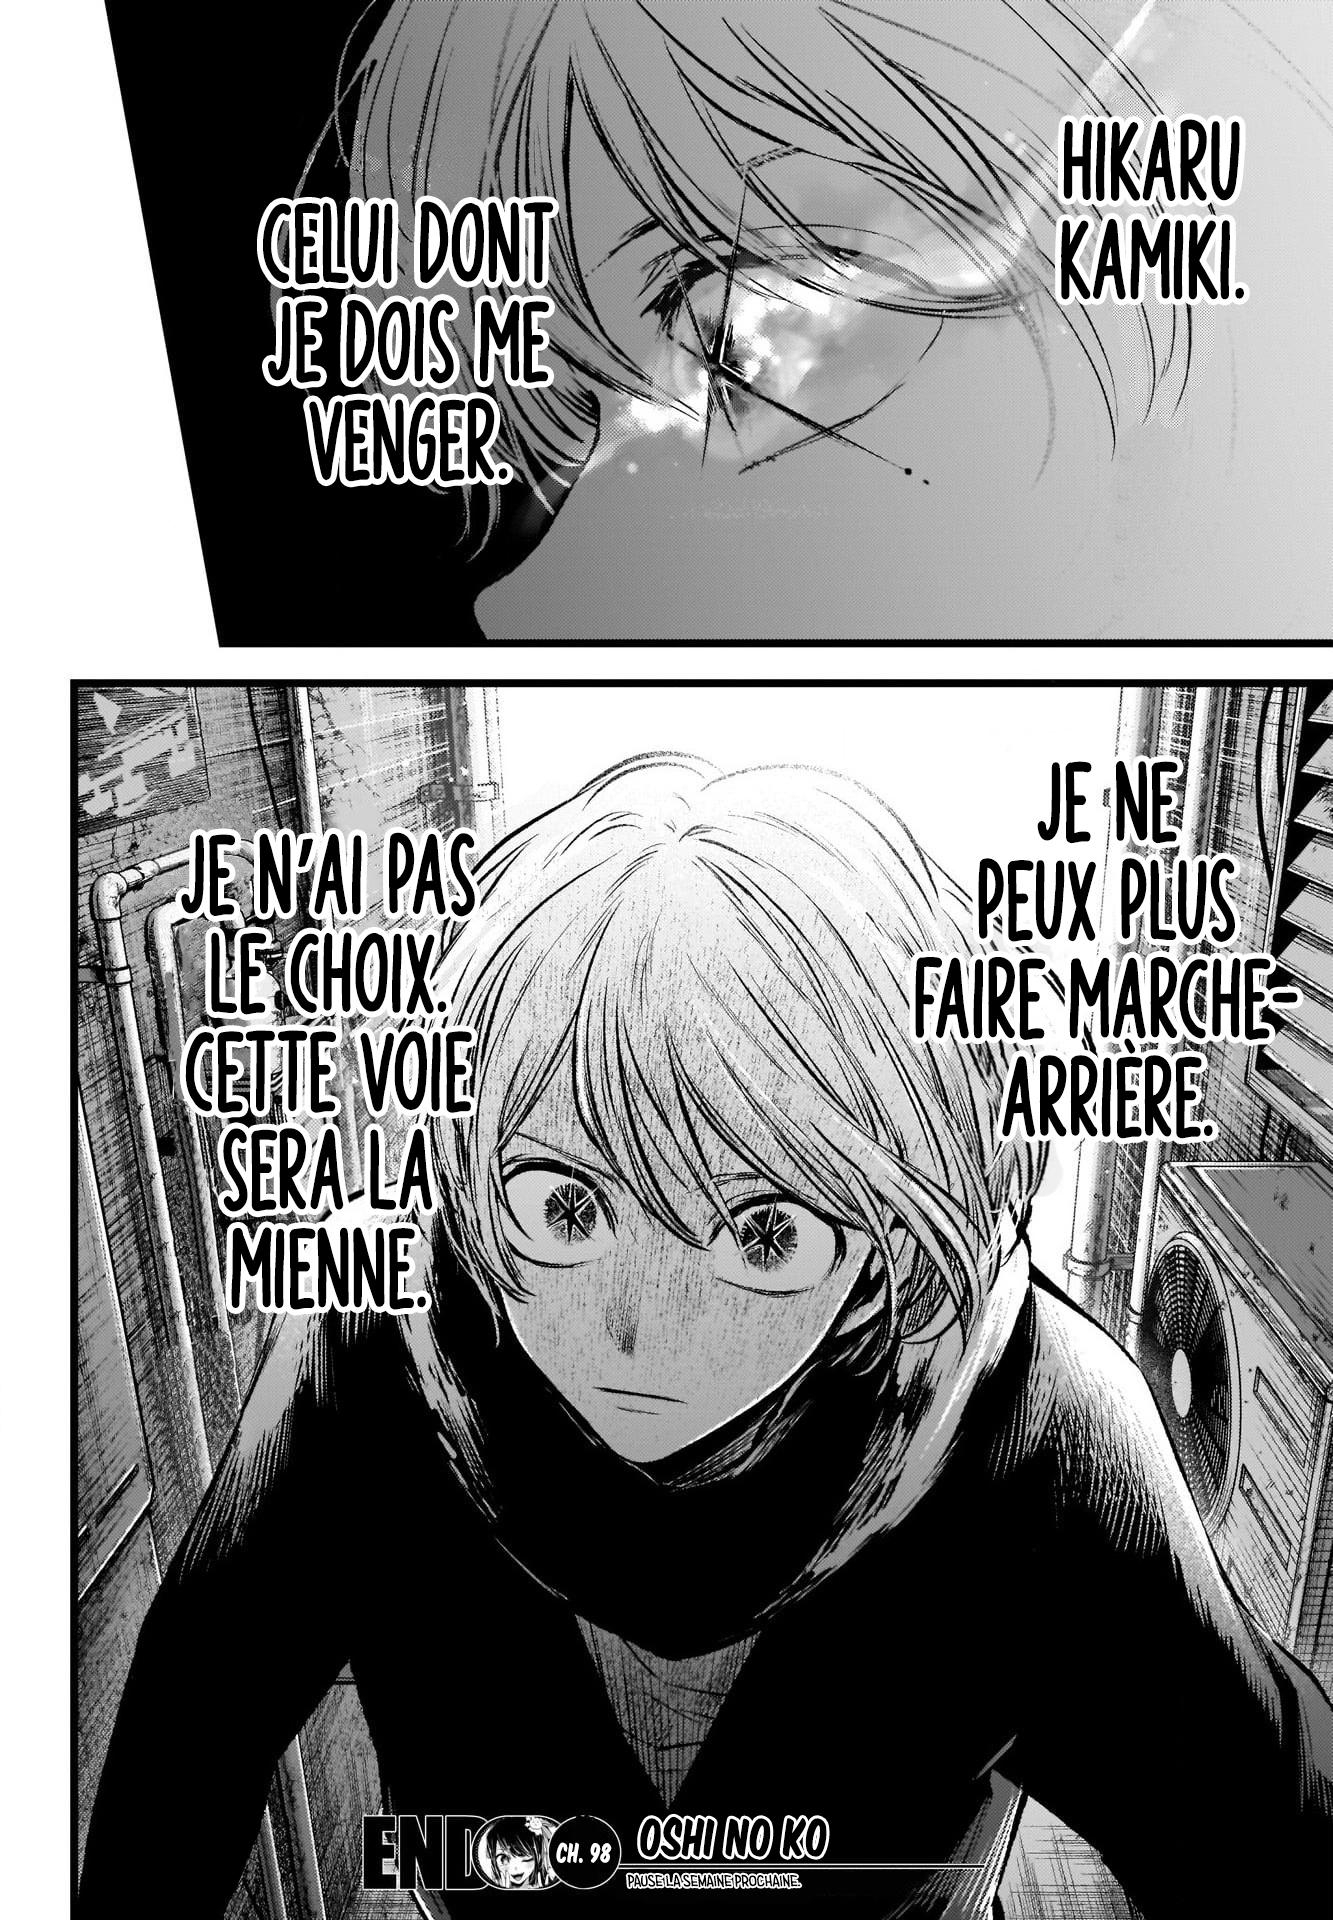 HIKARU
KAMIKI.
CELUI DONT
JE DOIS ME
VENGER.
JE NE
PEUX PLUS
FAIRE MARCHE-
ARRIÈRE.
JE N'AI PAS
LE CHOIX.
CETTE VOIE
SERA LA
MIENNE.
END
CH. 98
OSHI NO KO
PAUSE LA SEMAINE PROCHAINE.